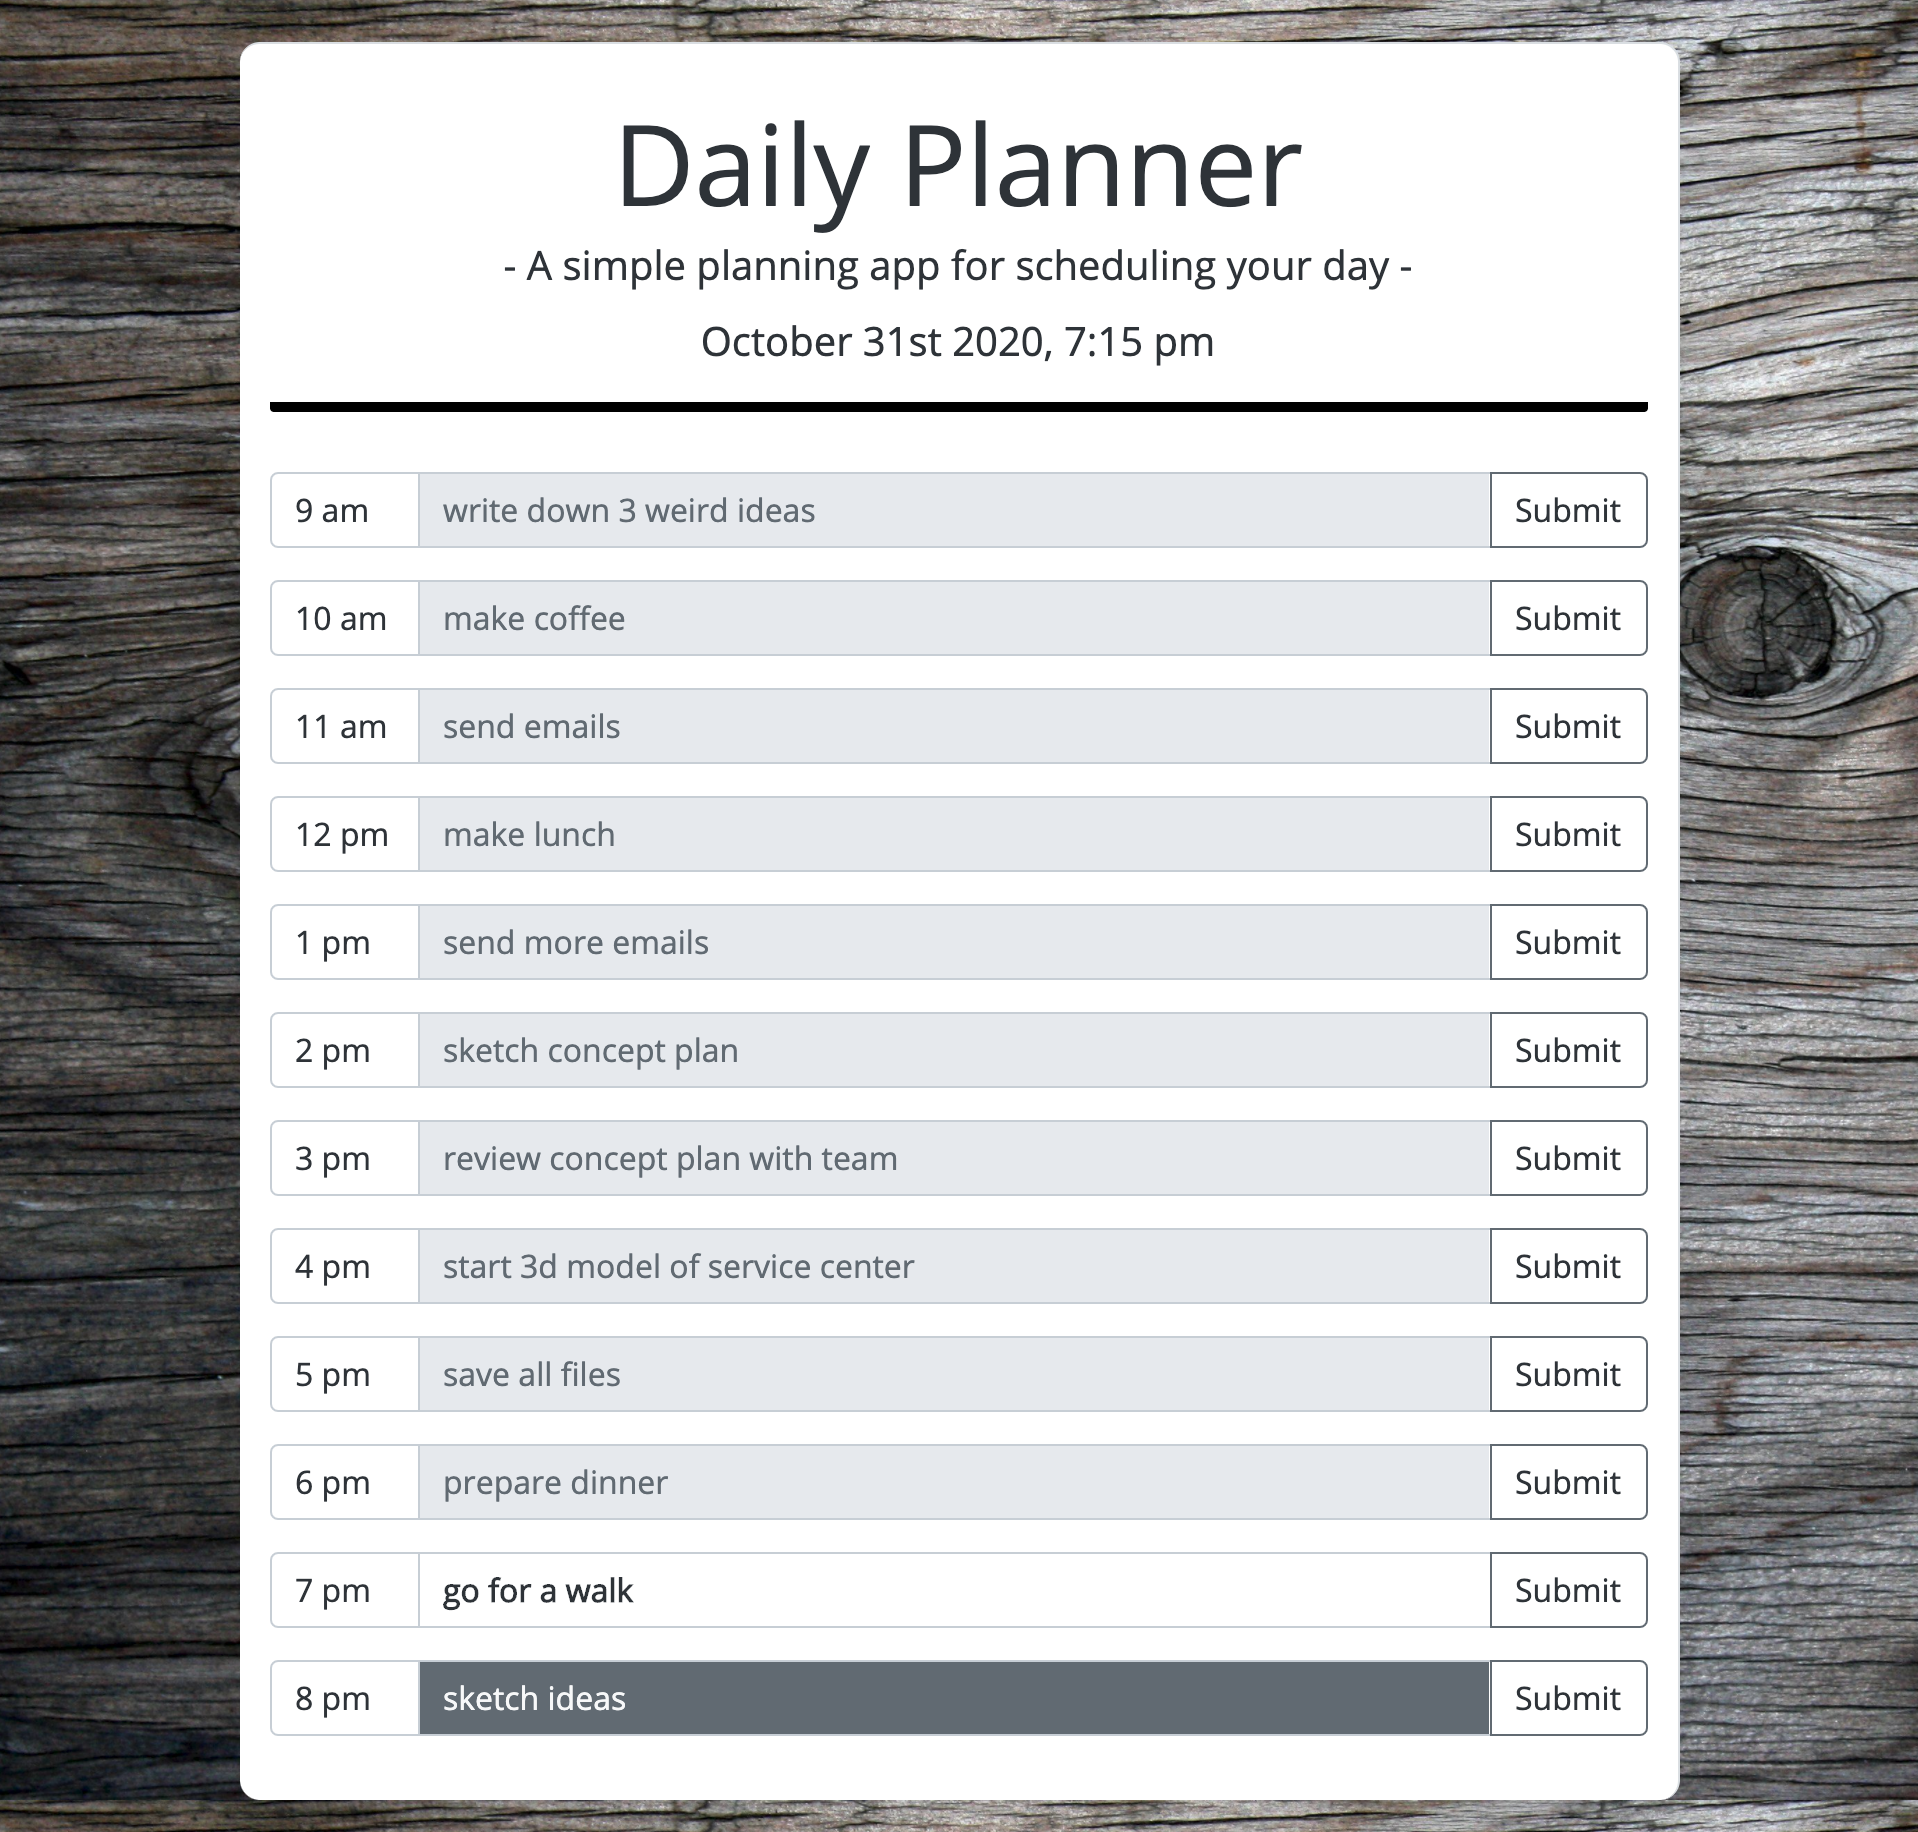 Daily Planner
- A simple planning app for scheduling your day -
October 31st 2020, 7:15 pm
9 am write down 3 weird ideas Submit
10 am make coffee Submit
11 am send emails Submit
12 pm make lunch Submit
1 pm send more emails Submit
2 pm sketch concept plan Submit
3 pm review concept plan with team Submit
4 pm start 3d model of service center Submit
5 pm save all files Submit
6 pm prepare dinner Submit
7 pm go for a walk Submit
8 pm sketch ideas Submit